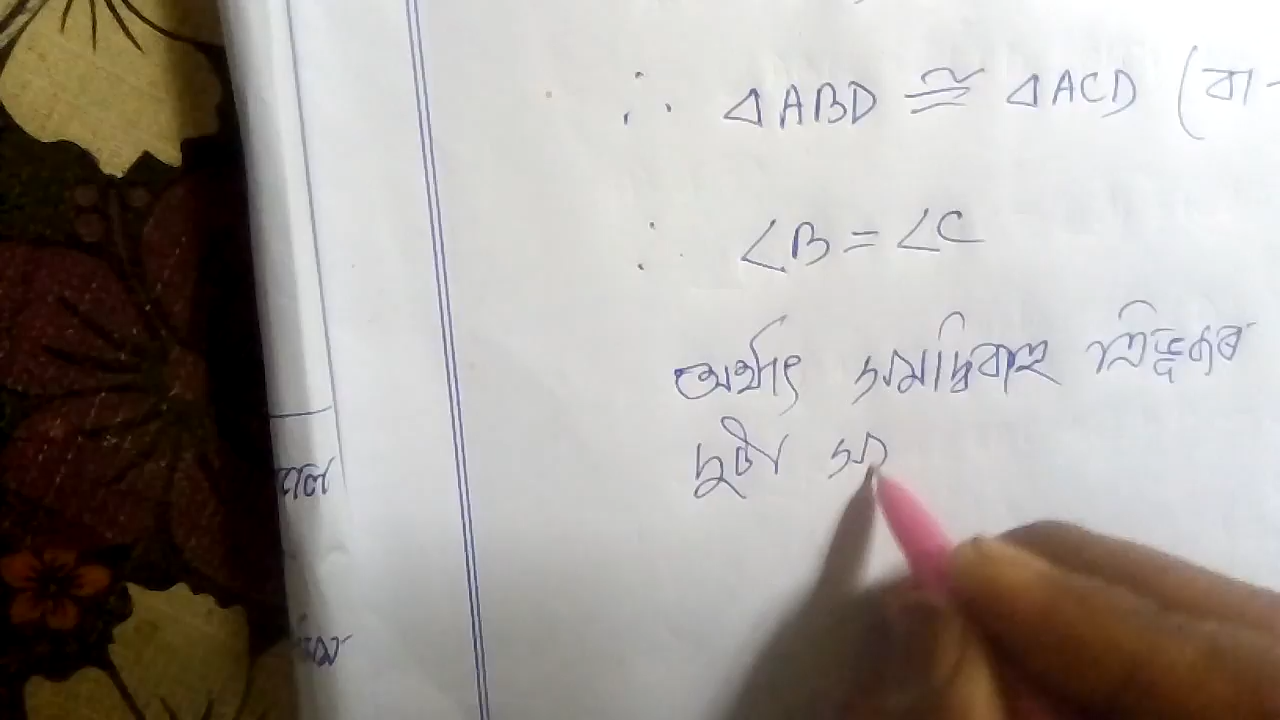 ∴ ΔABD ≅ ΔACD (বা-
∴ ∠B = ∠C
অৰ্থাৎ সমদ্বিবাহু ত্ৰিভুজৰ
দুটা স